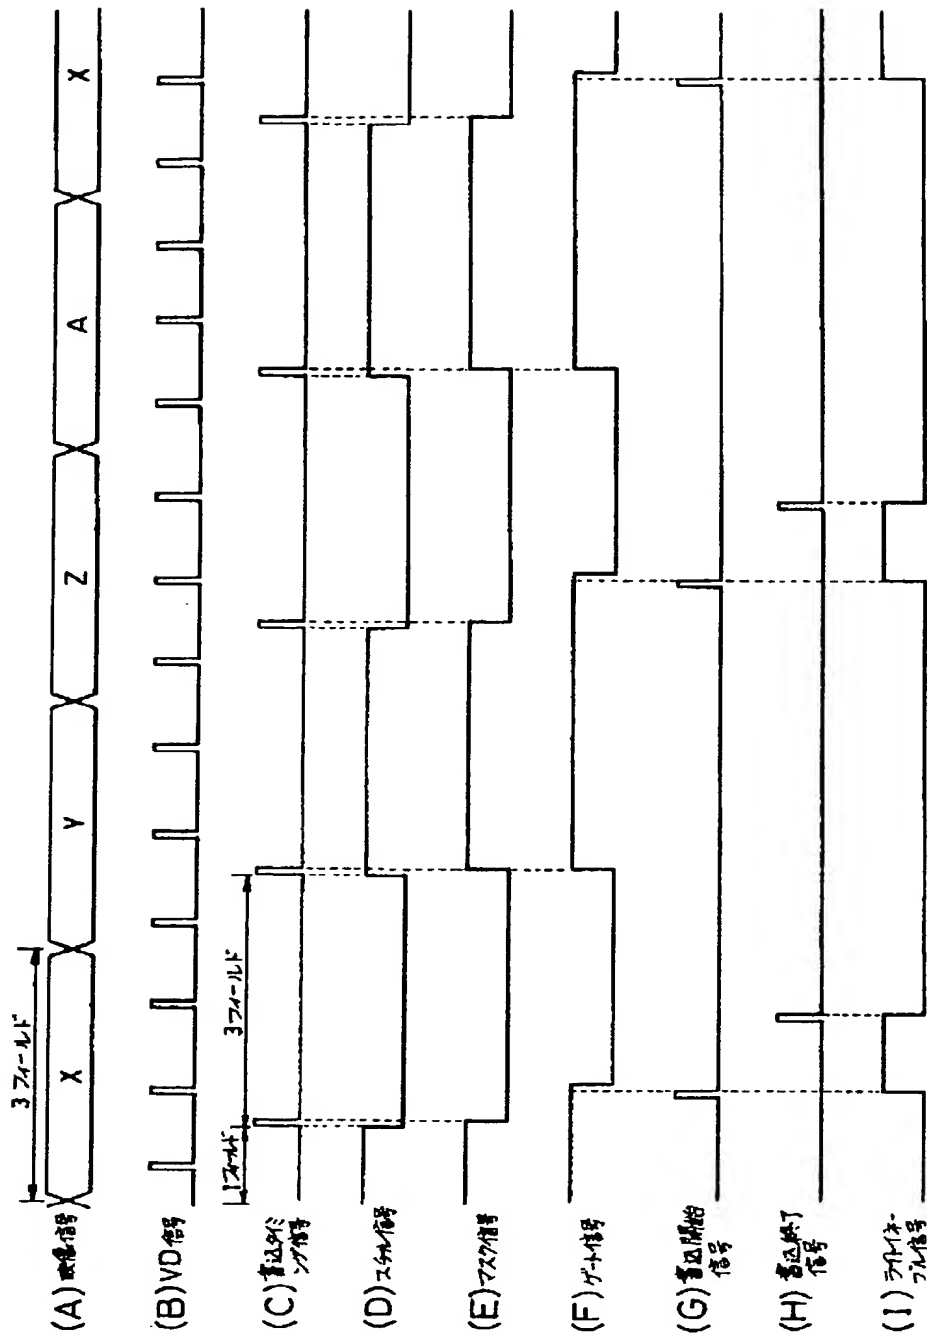 (A) 映像信号
X
Y
Z
A
X
3フィールド
(B) VD信号
(C) 書込タイミ
ング信号
1フィールド
3フィールド
(D) スチル信号
(E) マスク信号
(F) ゲート信号
(G) 書込開始
信号
(H) 書込終了
信号
(I) ライトイネー
ブル信号